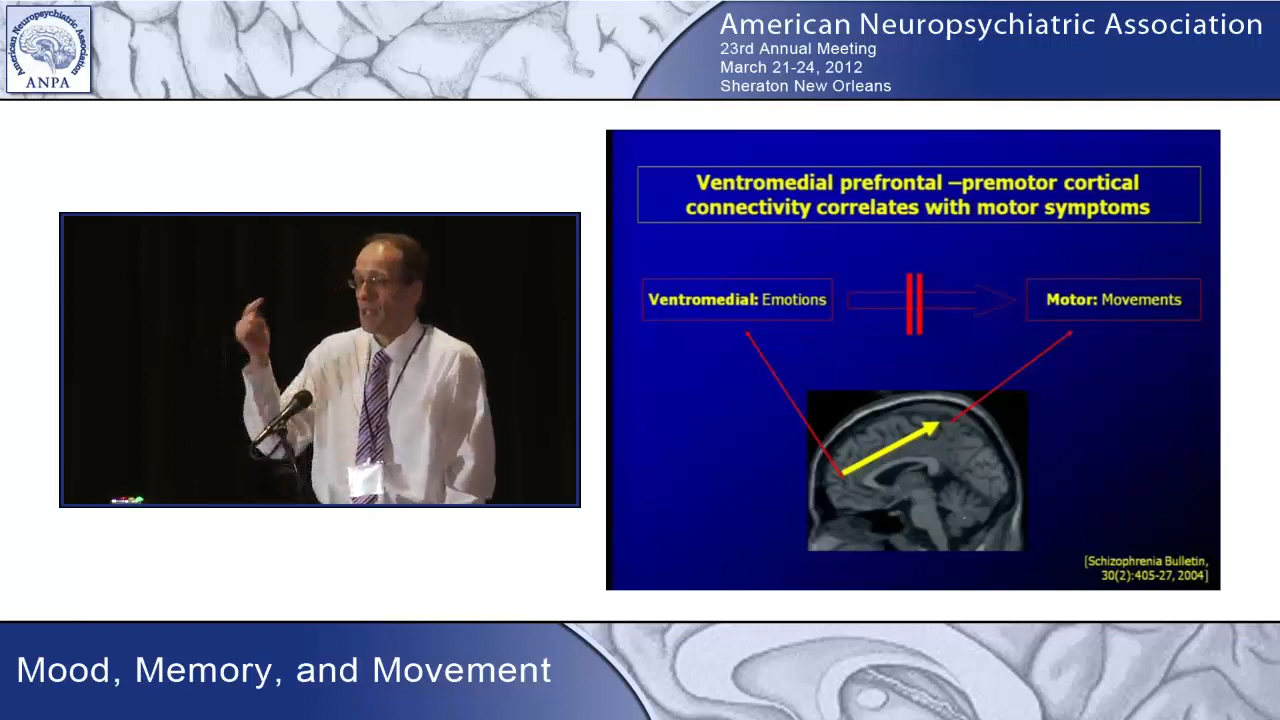 American Neuropsychiatric Association
ANPA
American Neuropsychiatric Association
23rd Annual Meeting
March 21-24, 2012
Sheraton New Orleans
Ventromedial prefrontal –premotor cortical
connectivity correlates with motor symptoms
Ventromedial: Emotions
Motor: Movements
[Schizophrenia Bulletin,
30(2):405-27, 2004]
Mood, Memory, and Movement